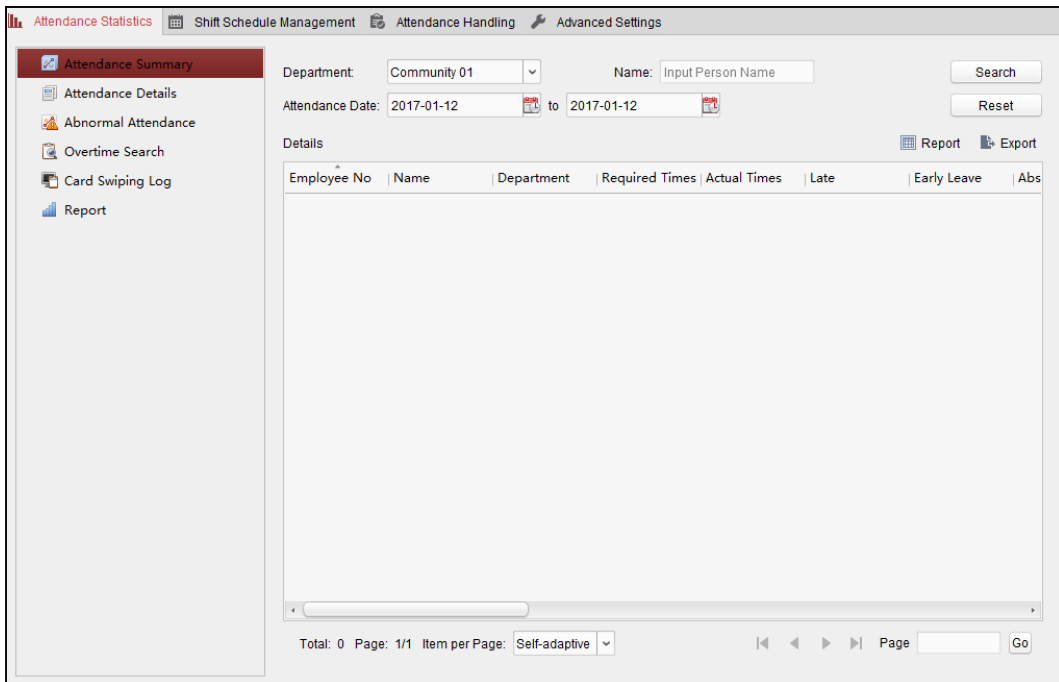 Attendance Statistics Shift Schedule Management Attendance Handling Advanced Settings
Attendance Summary
Attendance Details
Abnormal Attendance
Overtime Search
Card Swiping Log
Report
Department: Community 01 Name: Input Person Name Search
Attendance Date: 2017-01-12 to 2017-01-12 Reset
Details Report Export
Employee No Name Department Required Times Actual Times Late Early Leave Abs
Total: 0 Page: 1/1 Item per Page: Self-adaptive Page Go